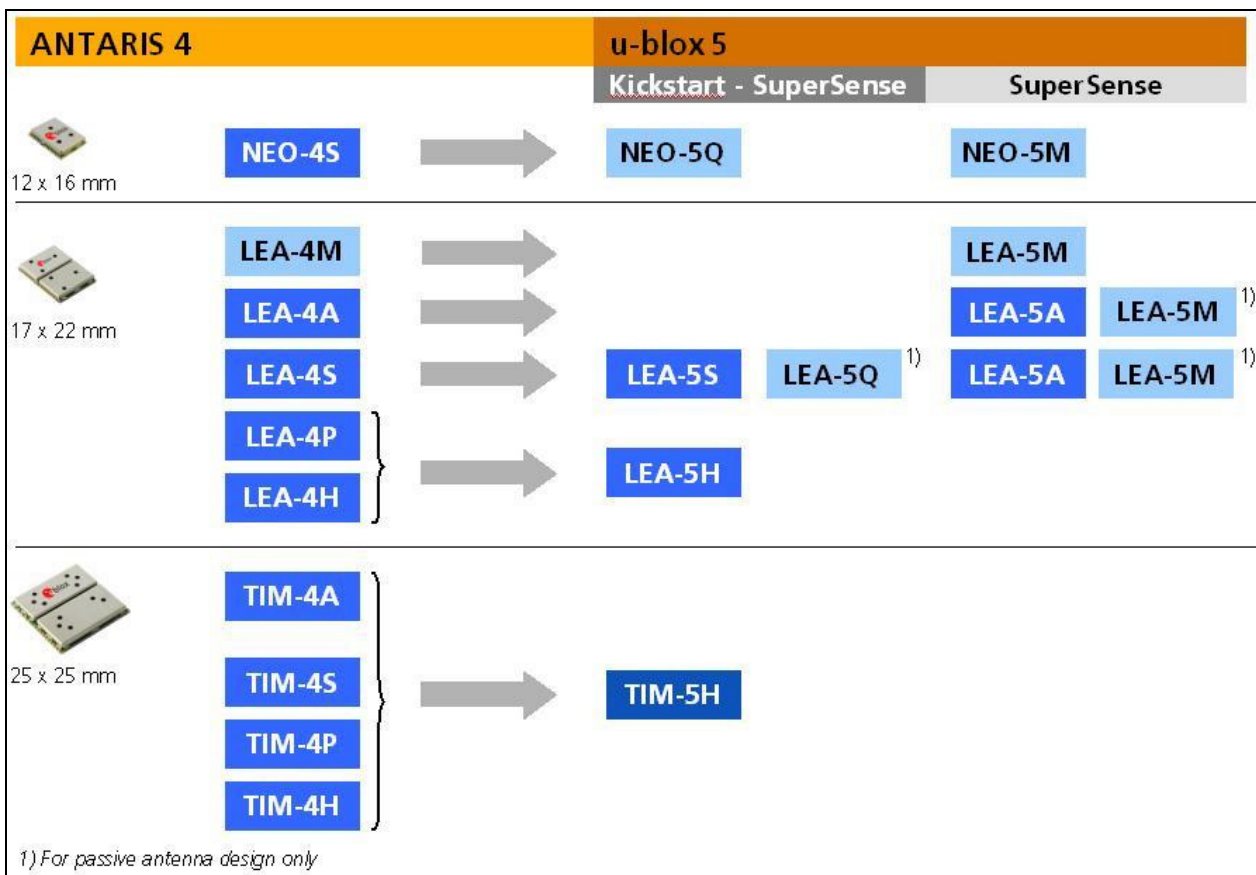 ANTARIS 4 u-blox 5
Kickstart - SuperSense SuperSense
NEO-4S NEO-5Q NEO-5M
12 x 16 mm
LEA-4M LEA-5M
LEA-4A LEA-5A LEA-5M 1)
17 x 22 mm
LEA-4S LEA-5S LEA-5Q 1) LEA-5A LEA-5M 1)
LEA-4P
LEA-5H
LEA-4H
TIM-4A
blox
25 x 25 mm
TIM-4S TIM-5H
TIM-4P
TIM-4H
1) For passive antenna design only